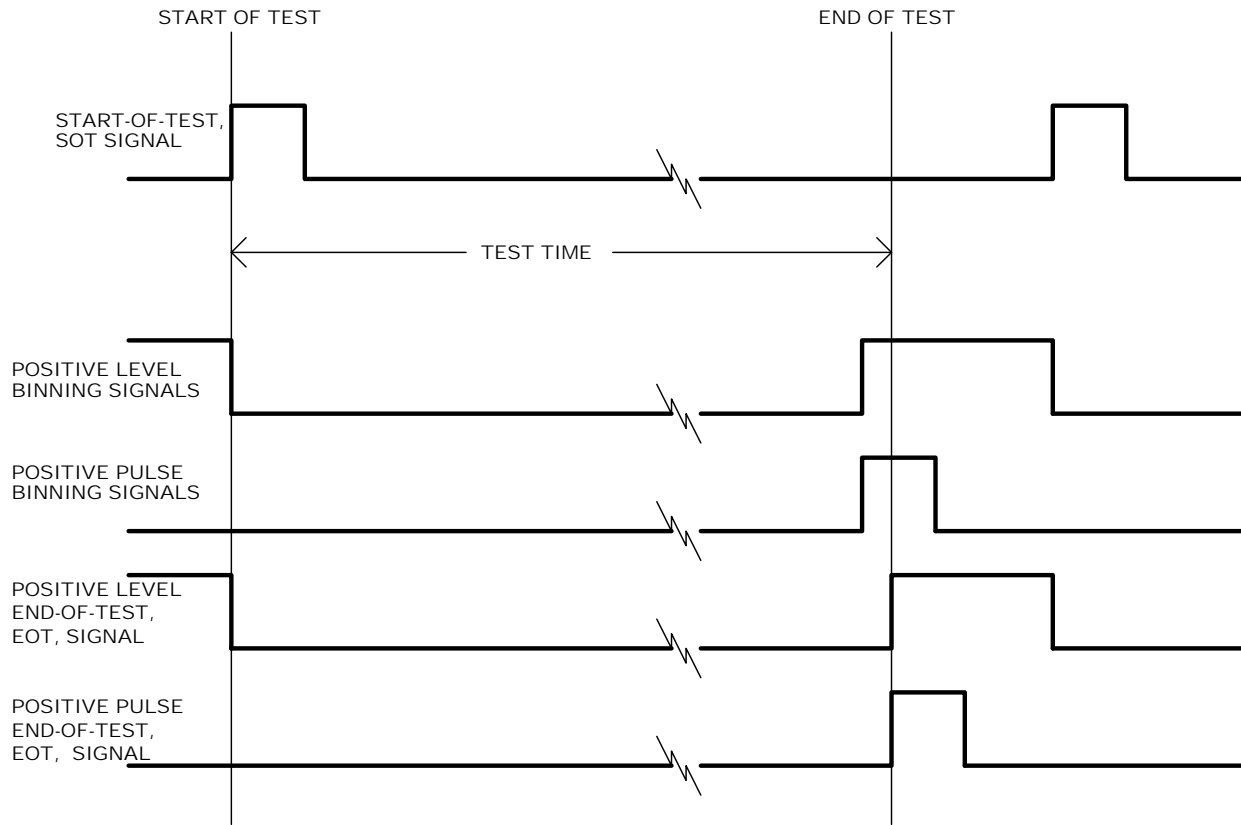 START OF TEST
END OF TEST
START-OF-TEST,
SOT SIGNAL
TEST TIME
POSITIVE LEVEL
BINNING SIGNALS
POSITIVE PULSE
BINNING SIGNALS
POSITIVE LEVEL
END-OF-TEST,
EOT, SIGNAL
POSITIVE PULSE
END-OF-TEST,
EOT, SIGNAL